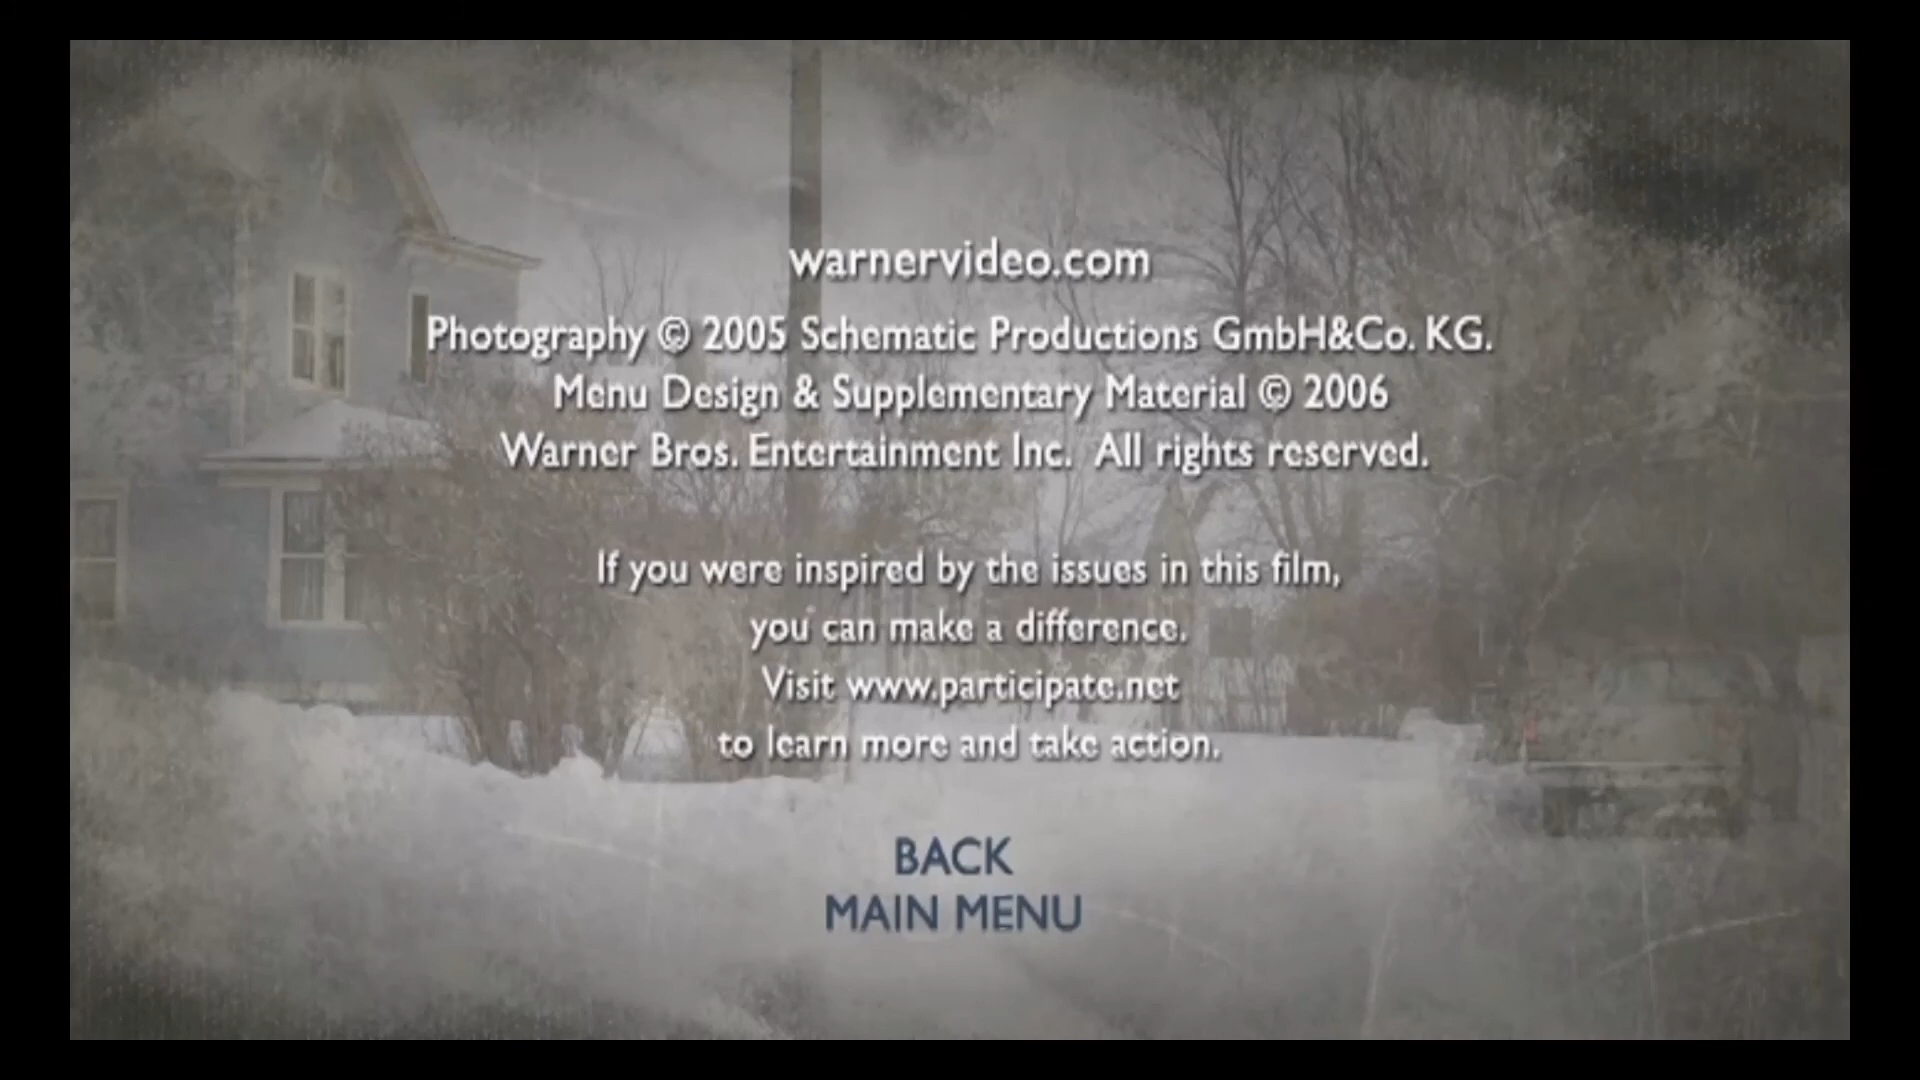 warnervideo.com
Photography © 2005 Schematic Productions GmbH&Co. KG.
Menu Design & Supplementary Material © 2006
Warner Bros. Entertainment Inc.  All rights reserved.
If you were inspired by the issues in this film,
you can make a difference.
Visit www.participate.net
to learn more and take action.
BACK
MAIN MENU